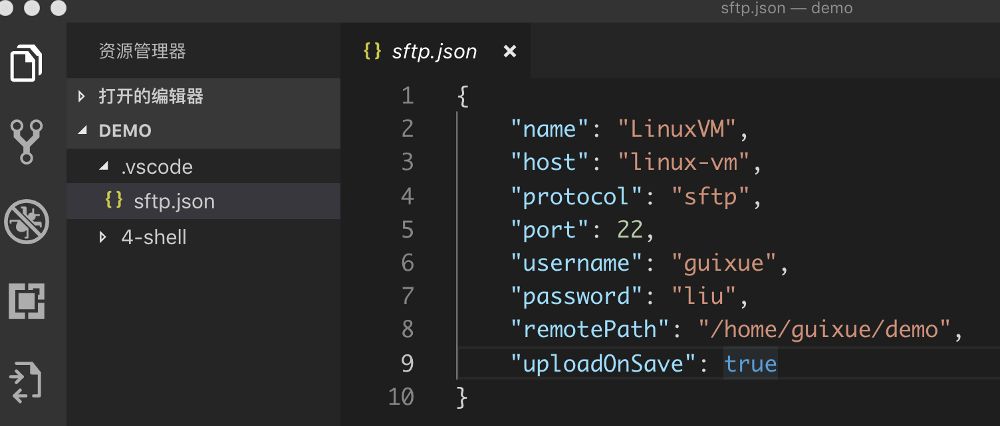 sftp.json — demo
资源管理器
打开的编辑器
DEMO
.vscode
{} sftp.json
4-shell
{} sftp.json ×
1 {
2 "name": "LinuxVM",
3 "host": "linux-vm",
4 "protocol": "sftp",
5 "port": 22,
6 "username": "guixue",
7 "password": "liu",
8 "remotePath": "/home/guixue/demo",
9 "uploadOnSave": true
10 }